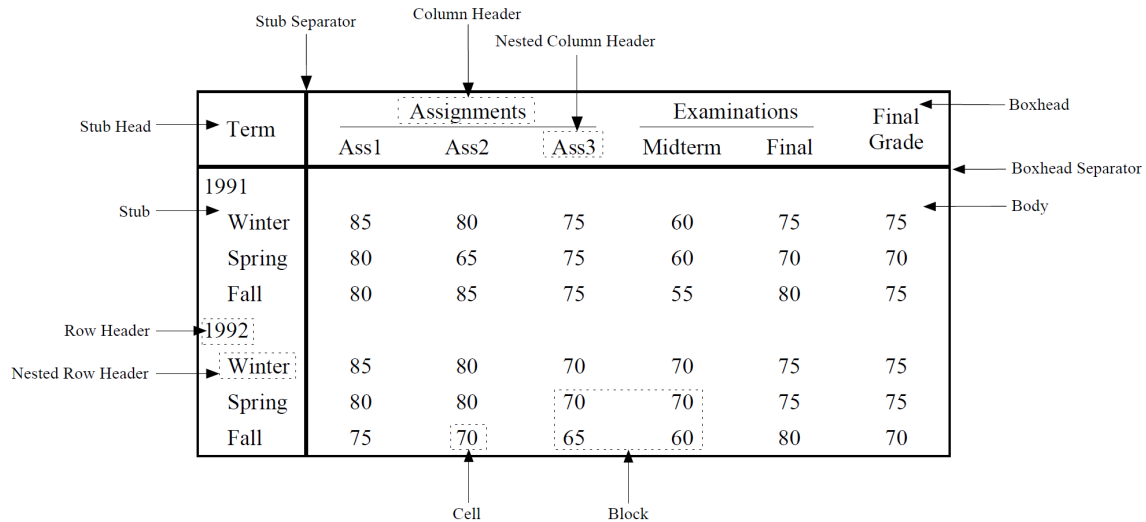 Column Header
Stub Separator
Nested Column Header
Assignments Examinations Final Grade Boxhead
Stub Head Term
Ass1 Ass2 Ass3 Midterm Final
Boxhead Separator
1991
Stub Body
Winter 85 80 75 60 75 75
Spring 80 65 75 60 70 70
Fall 80 85 75 55 80 75
Row Header 1992
Nested Row Header Winter 85 80 70 70 75 75
Spring 80 80 70 70 75 75
Fall 75 70 65 60 80 70
Cell Block